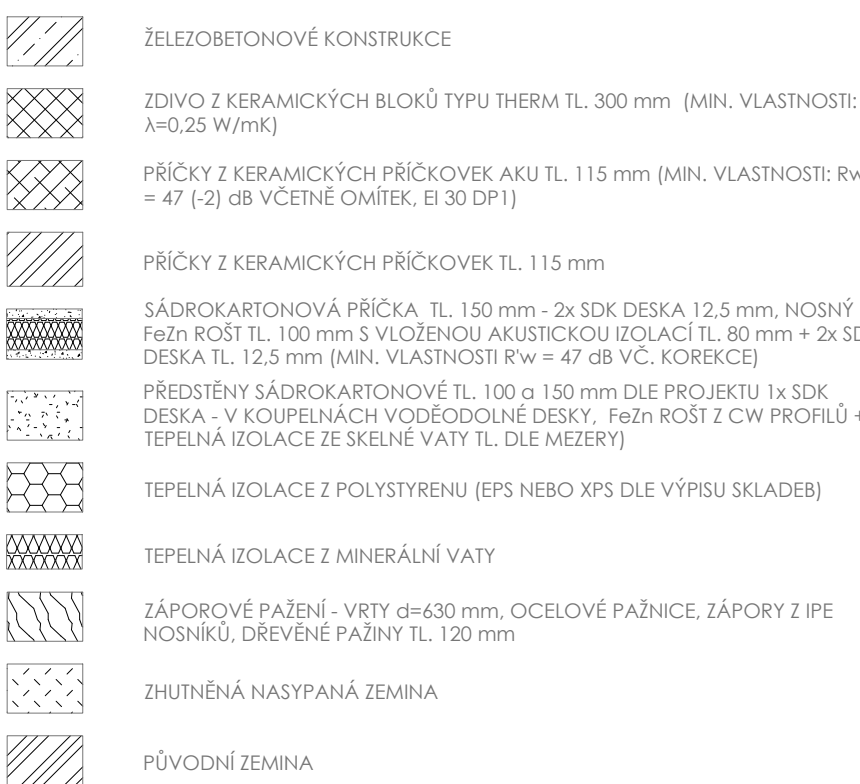 ŽELEZOBETONOVÉ KONSTRUKCE
ZDIVO Z KERAMICKÝCH BLOKŮ TYPU THERM TL. 300 mm (MIN. VLASTNOSTI:
λ=0,25 W/mK)
PŘÍČKY Z KERAMICKÝCH PŘÍČKOVEK AKU TL. 115 mm (MIN. VLASTNOSTI: Rw
= 47 (-2) dB VČETNĚ OMÍTEK, EI 30 DP1)
PŘÍČKY Z KERAMICKÝCH PŘÍČKOVEK TL. 115 mm
SÁDROKARTONOVÁ PŘÍČKA TL. 150 mm - 2x SDK DESKA 12,5 mm, NOSNÝ
FeZn ROŠT TL. 100 mm S VLOŽENOU AKUSTICKOU IZOLACÍ TL. 80 mm + 2x
DESKA TL. 12,5 mm (MIN. VLASTNOSTI R'w = 47 dB VČ. KOREKCE)
PŘEDSTĚNY SÁDROKARTONOVÉ TL. 100 a 150 mm DLE PROJEKTU 1x SDK
DESKA - V KOUPELNÁCH VODĚODOLNÉ DESKY, FeZn ROŠT Z CW PROFILŮ +
TEPELNÁ IZOLACE ZE SKELNÉ VATY TL. DLE MEZERY)
TEPELNÁ IZOLACE Z POLYSTYRENU (EPS NEBO XPS DLE VÝPISU SKLADEB)
TEPELNÁ IZOLACE Z MINERÁLNÍ VATY
ZÁPOROVÉ PAŽENÍ - VRTY d=630 mm, OCELOVÉ PAŽNICE, ZÁPORY Z IPE
NOSNÍKŮ, DŘEVĚNÉ PAŽINY TL. 120 mm
ZHUTNĚNÁ NASYPANÁ ZEMINA
PŮVODNÍ ZEMINA